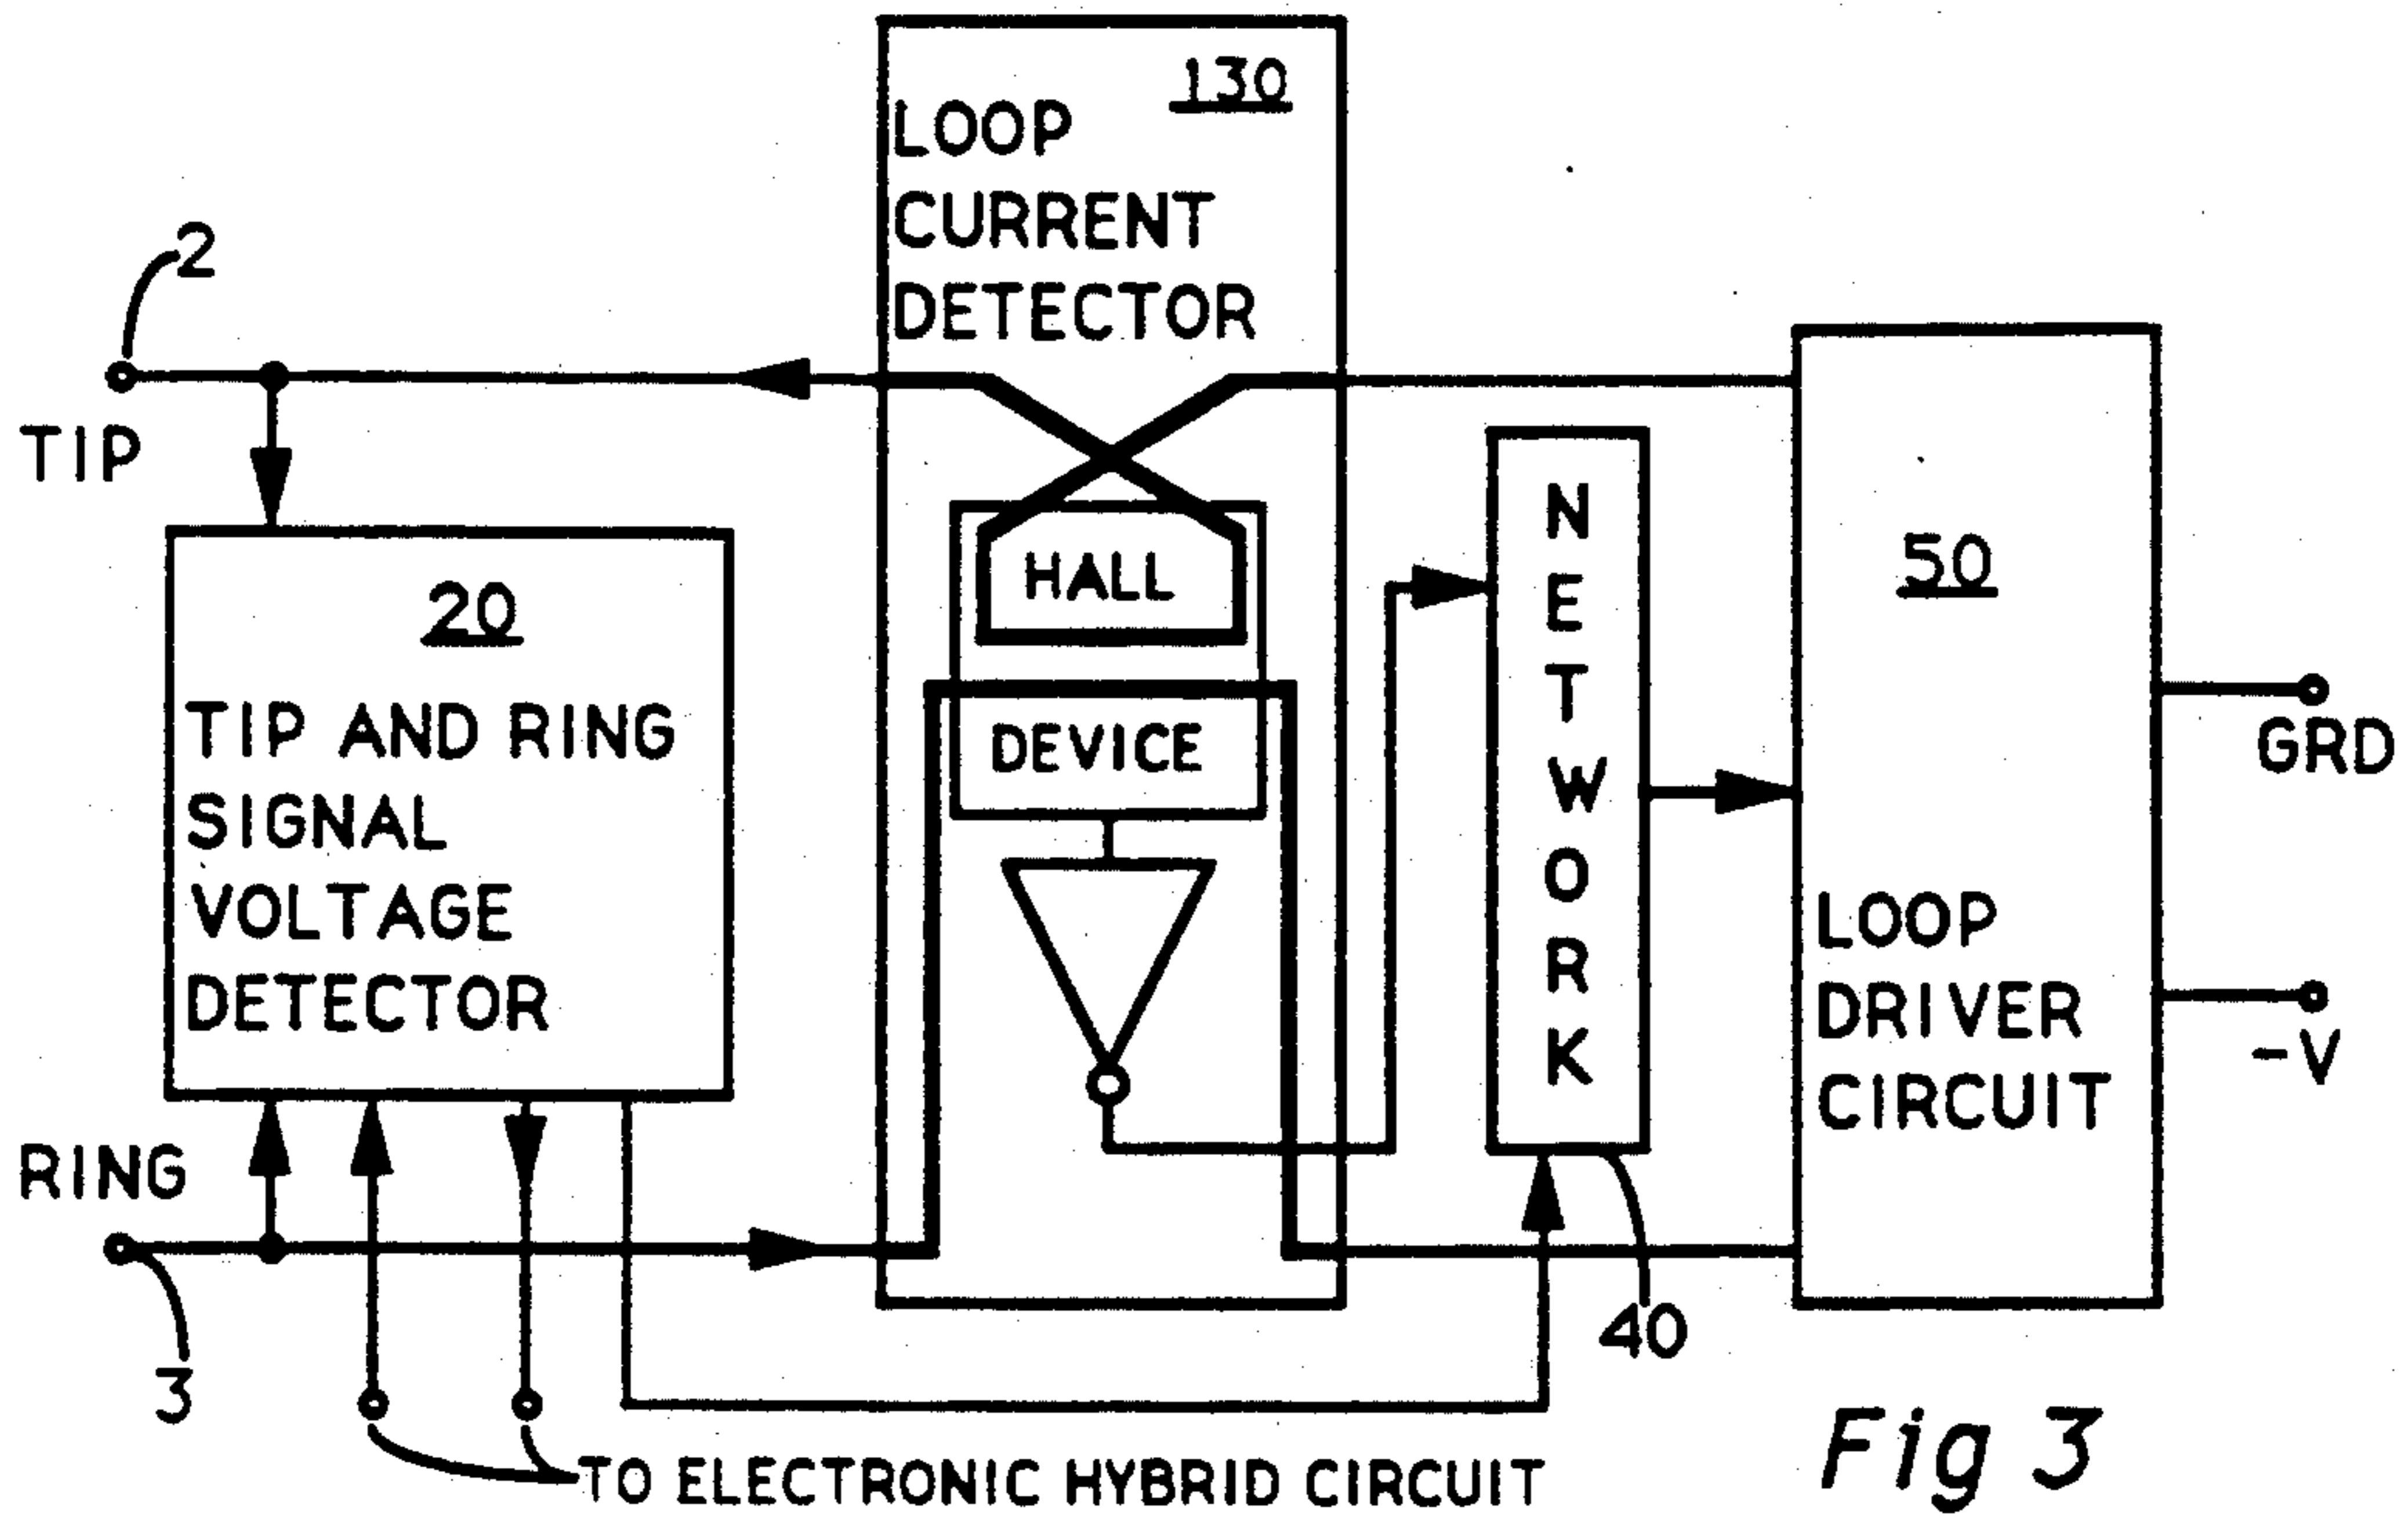 130
LOOP
CURRENT
DETECTOR
2
TIP
20
TIP AND RING
SIGNAL
VOLTAGE
DETECTOR
HALL
DEVICE
NETWORK
50
LOOP
DRIVER
CIRCUIT
GRD
-V
RING
3
40
TO ELECTRONIC HYBRID CIRCUIT
Fig 3